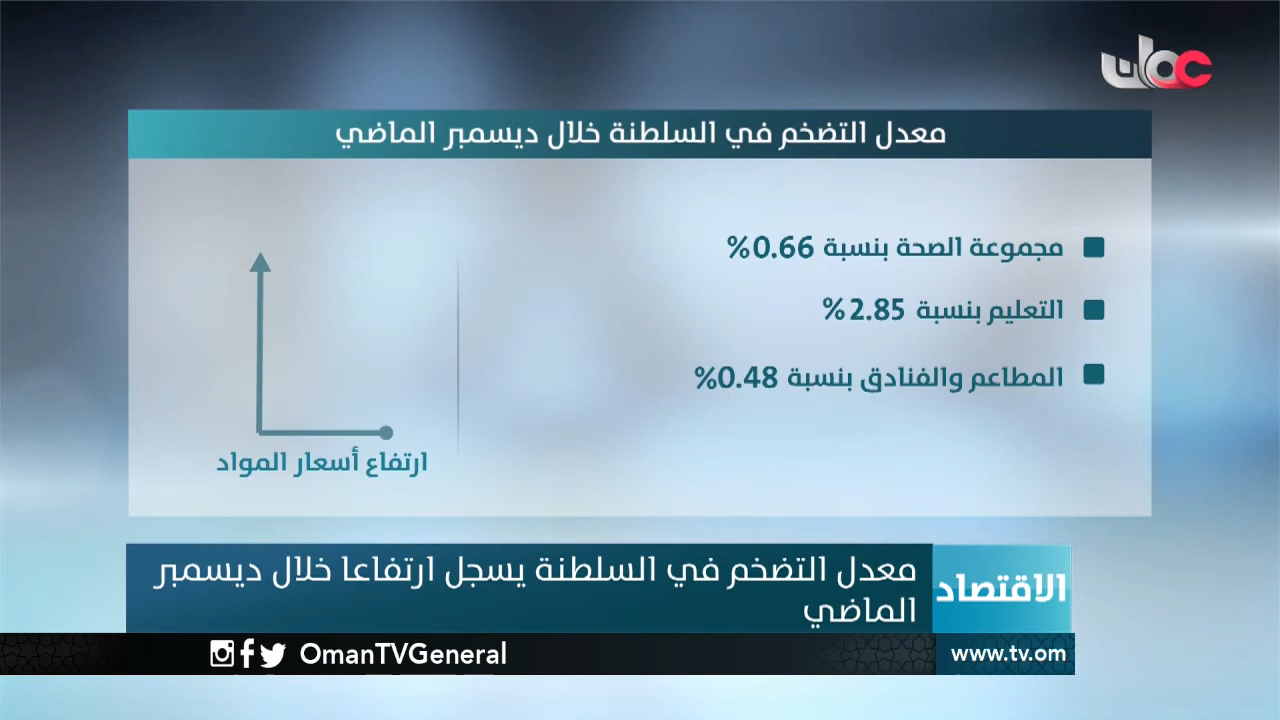 عمان
معدل التضخم في السلطنة خلال ديسمبر الماضي
مجموعة الصحة بنسبة 0.66%
التعليم بنسبة 2.85%
المطاعم والفنادق بنسبة 0.48%
ارتفاع أسعار المواد
الاقتصاد
معدل التضخم في السلطنة يسجل ارتفاعا خلال ديسمبر
الماضي
OmanTVGeneral
www.tv.om